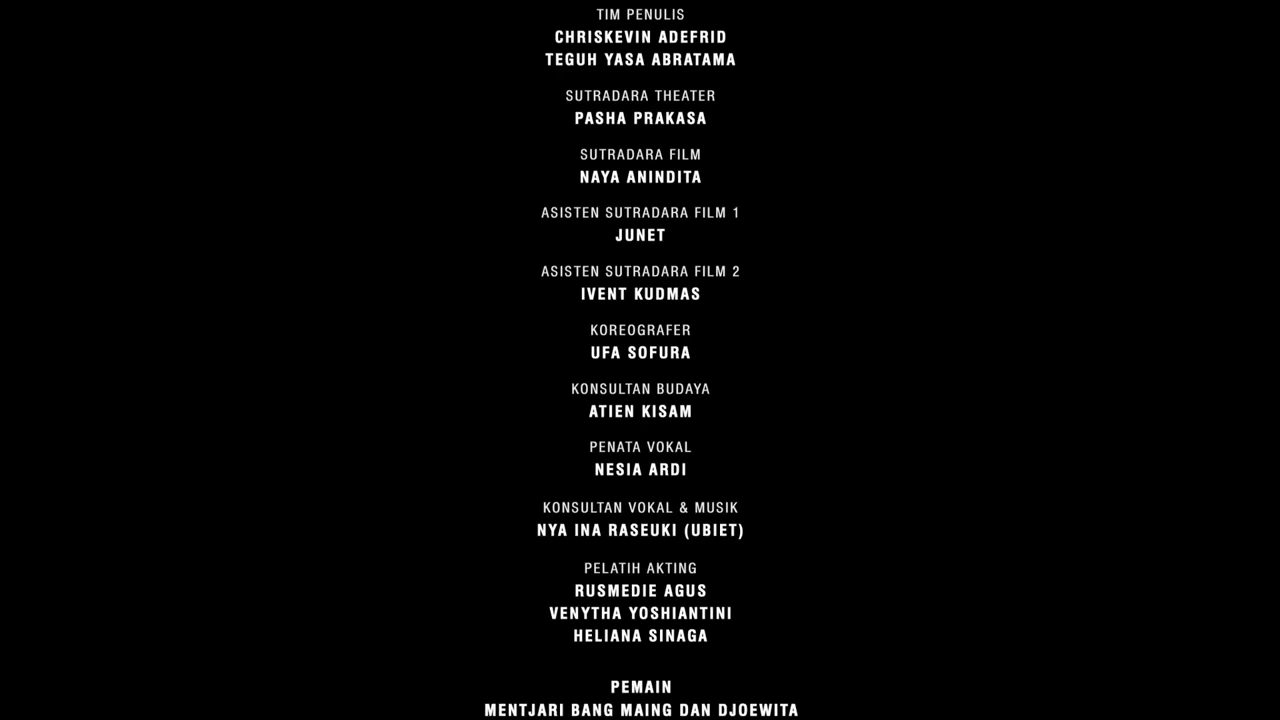 TIM PENULIS
CHRISKEVIN ADEFRID
TEGUH YASA ABRATAMA
SUTRADARA THEATER
PASHA PRAKASA
SUTRADARA FILM
NAYA ANINDITA
ASISTEN SUTRADARA FILM 1
JUNET
ASISTEN SUTRADARA FILM 2
IVENT KUDMAS
KOREOGRAFER
UFA SOFURA
KONSULTAN BUDAYA
ATIEN KISAM
PENATA VOKAL
NESIA ARDI
KONSULTAN VOKAL & MUSIK
NYA INA RASEUKI (UBIET)
PELATIH AKTING
RUSMEDIE AGUS
VENYTHA YOSHIANTINI
HELIANA SINAGA
PEMAIN
MENTJARI BANG MAING DAN DJOEWITA